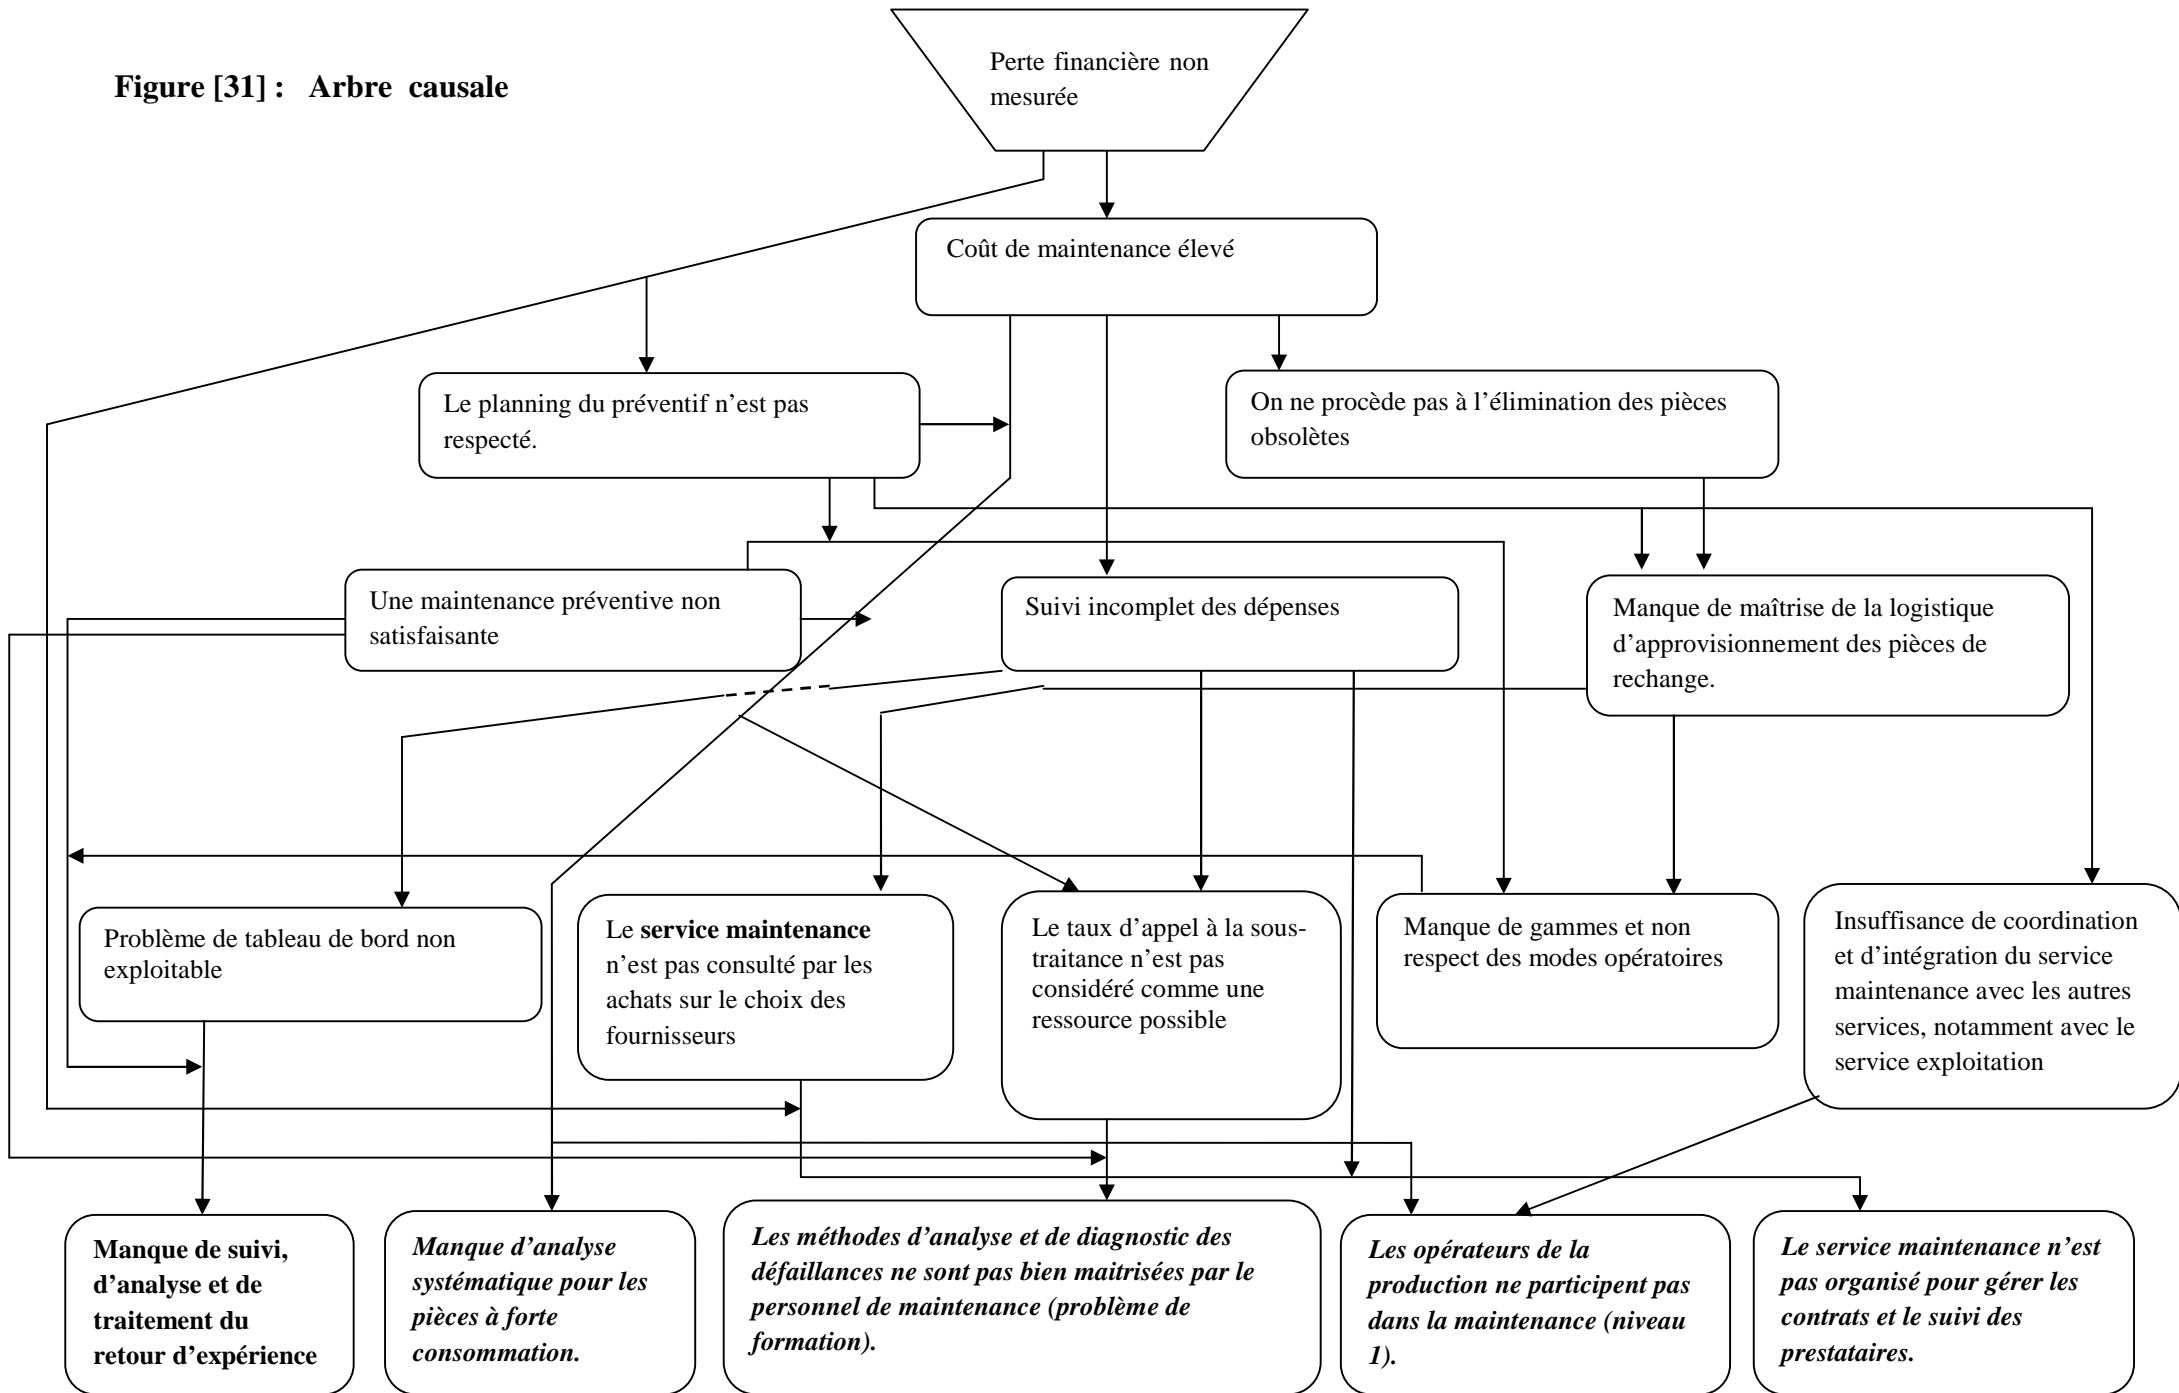 Perte financière non
mesurée
Figure [31] : Arbre causale
Coût de maintenance élevé
Le planning du préventif n’est pas
respecté.
On ne procède pas à l’élimination des pièces
obsolètes
Une maintenance préventive non
satisfaisante
Suivi incomplet des dépenses
Manque de maîtrise de la logistique
d’approvisionnement des pièces de
rechange.
Problème de tableau de bord non
exploitable
Le service maintenance
n’est pas consulté par les
achats sur le choix des
fournisseurs
Le taux d’appel à la sous-
traitance n’est pas
considéré comme une
ressource possible
Manque de gammes et non
respect des modes opératoires
Insuffisance de coordination
et d’intégration du service
maintenance avec les autres
services, notamment avec le
service exploitation
Manque de suivi,
d’analyse et de
traitement du
retour d’expérience
Manque d’analyse
systématique pour les
pièces à forte
consommation.
Les méthodes d’analyse et de diagnostic des
défaillances ne sont pas bien maitrisées par le
personnel de maintenance (problème de
formation).
Les opérateurs de la
production ne participent pas
dans la maintenance (niveau
1).
Le service maintenance n’est
pas organisé pour gérer les
contrats et le suivi des
prestataires.